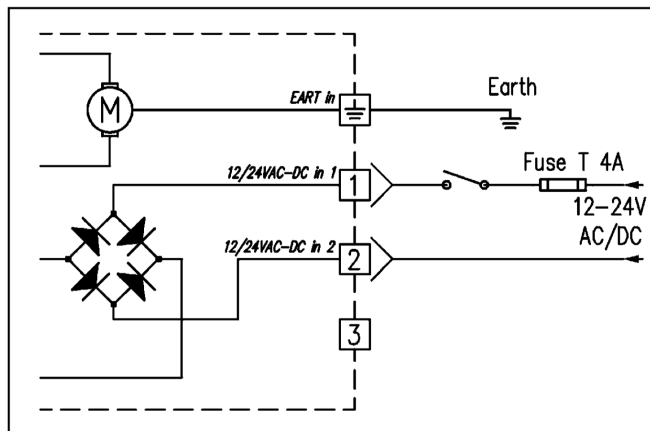 EART in
Earth
M
12/24VAC-DC in 1
1
Fuse T 4A
12-24V
AC/DC
12/24VAC-DC in 2
2
3